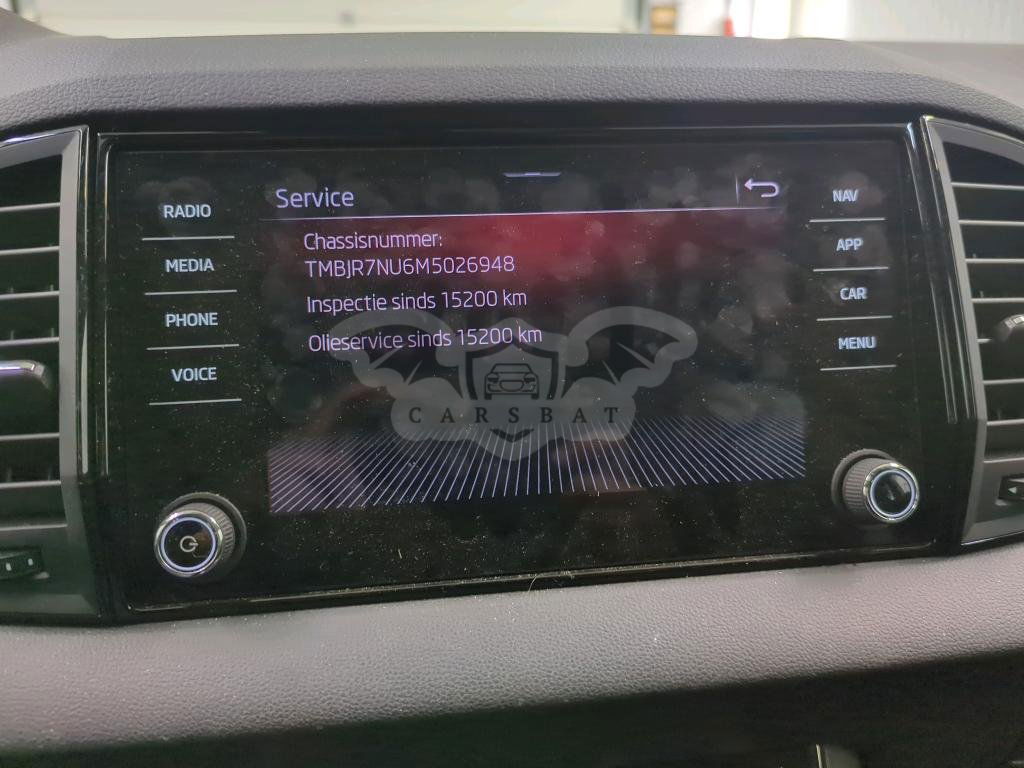 Service
RADIO
MEDIA
PHONE
VOICE
Chassisnummer:
TMBJR7NU6M5026948
Inspectie sinds 15200 km
Olieservice sinds 15200 km
CARSBAT
NAV
APP
CAR
MENU